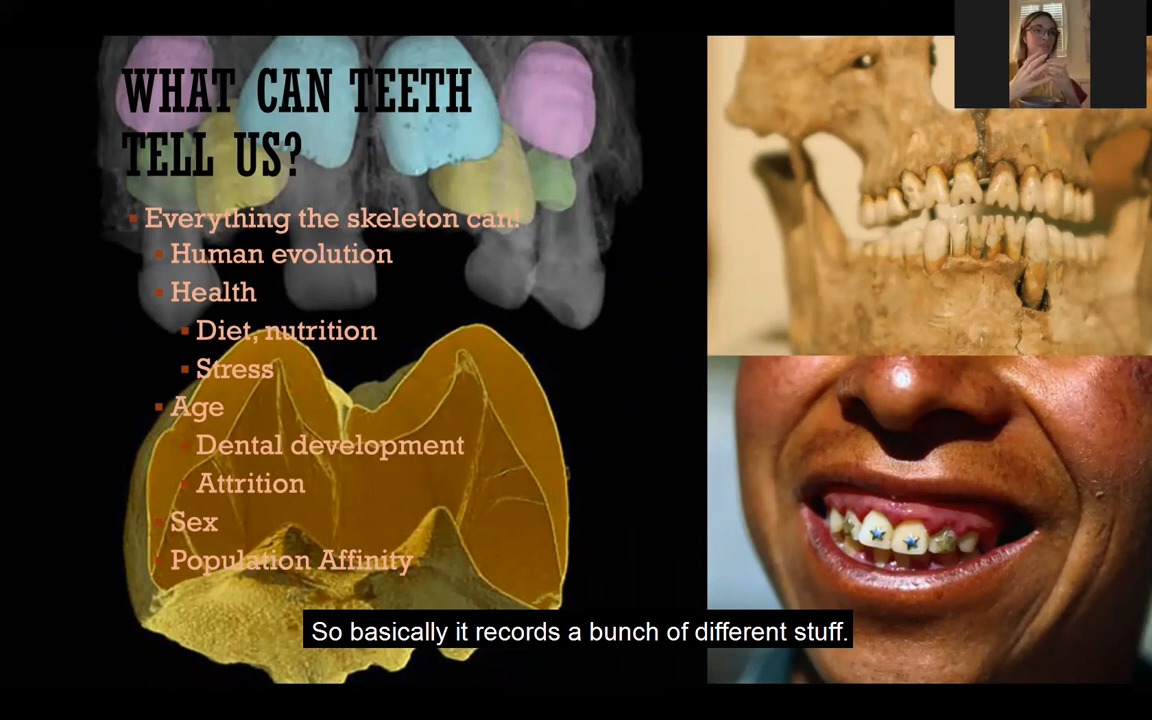 WHAT CAN TEETH
TELL US?
Everything the skeleton can!
Human evolution
Health
Diet, nutrition
Stress
Age
Dental development
Attrition
Sex
Population Affinity
So basically it records a bunch of different stuff.